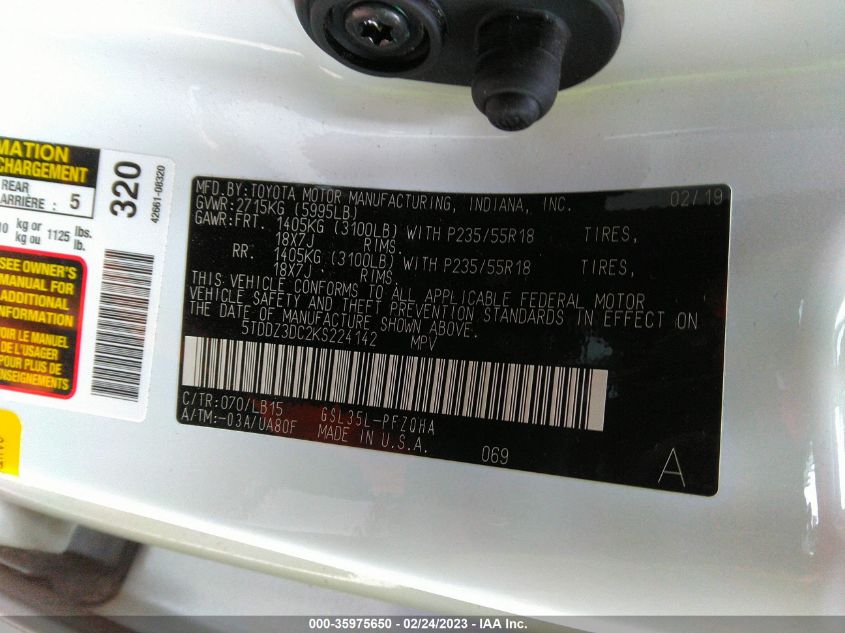 MATION
CHARGEMENT
REAR
ARRIÈRE : 5
kg or 1125 lbs.
kg ou lb.
SEE OWNER'S
MANUAL FOR
ADDITIONAL
INFORMATION
VOIR LE MANUEL
DE L'USAGER
POUR PLUS DE
RENSEIGNEMENTS
320
42661-08320
MFD.BY:TOYOTA MOTOR MANUFACTURING, INDIANA, INC. 02/19
GVWR:2715KG (5995LB)
GAWR:FRT. 1405KG (3100LB) WITH P235/55R18 TIRES,
18X7J RIMS.
RR. 1405KG (3100LB) WITH P235/55R18 TIRES,
18X7J RIMS.
THIS VEHICLE CONFORMS TO ALL APPLICABLE FEDERAL MOTOR
VEHICLE SAFETY AND THEFT PREVENTION STANDARDS IN EFFECT ON
THE DATE OF MANUFACTURE SHOWN ABOVE.
5TDDZ3DC2KS224142 MPV
C/TR:070/LB15 GSL35L-PFZQHA
A/TM:-03A/UA80F MADE IN U.S.A.
069
A
000-35975650 - 02/24/2023 - IAA Inc.